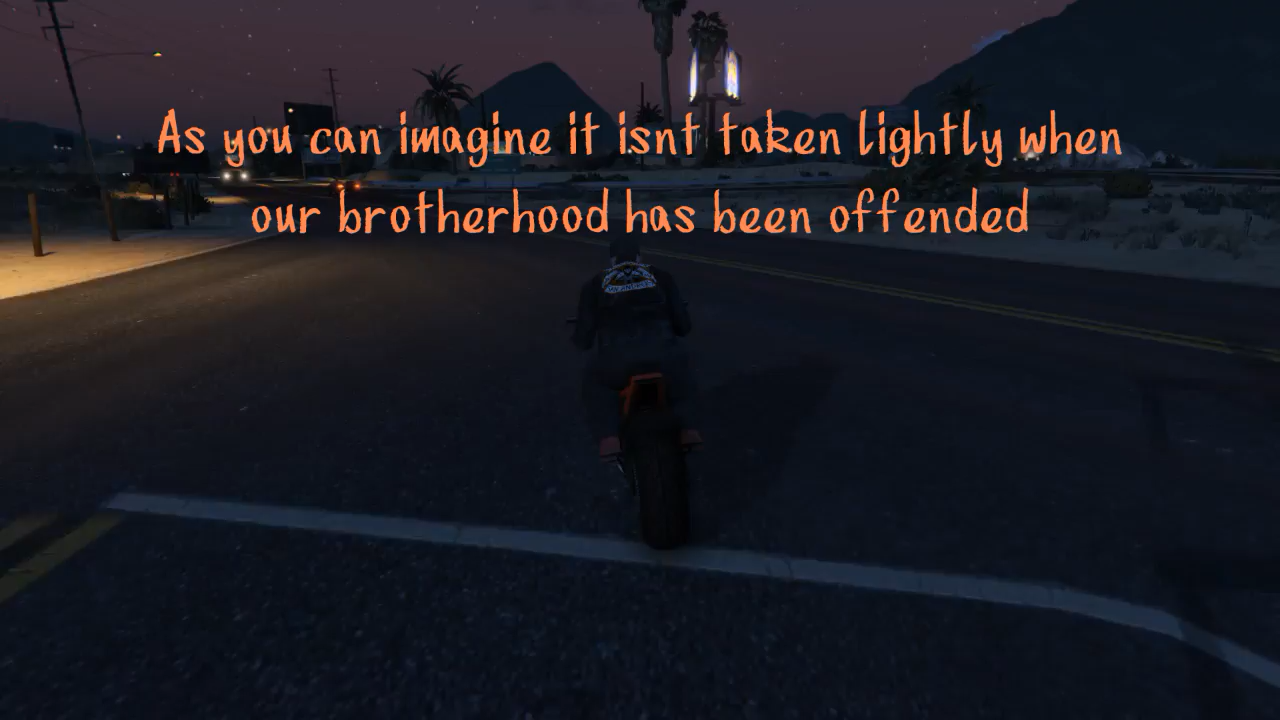 As you can imagine it isnt taken lightly when
our brotherhood has been offended